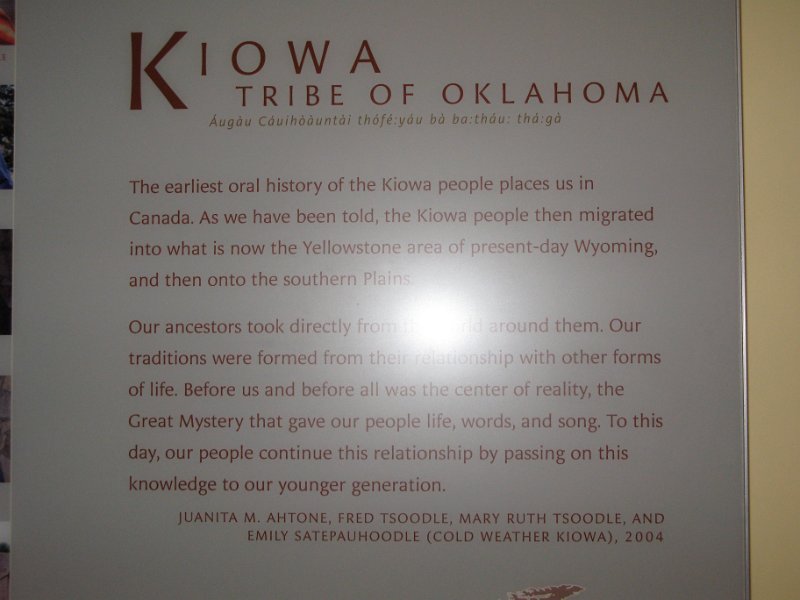 KIOWA
TRIBE OF OKLAHOMA
Áugàu Cáuihòàuntài thófé:yáu bà ba:tháu: thá:gà
The earliest oral history of the Kiowa people places us in
Canada. As we have been told, the Kiowa people then migrated
into what is now the Yellowstone area of present-day Wyoming,
and then onto the southern Plains.
Our ancestors took directly from the world around them. Our
traditions were formed from their relationship with other forms
of life. Before us and before all was the center of reality, the
Great Mystery that gave our people life, words, and song. To this
day, our people continue this relationship by passing on this
knowledge to our younger generation.
JUANITA M. AHTONE, FRED TSOODLE, MARY RUTH TSOODLE, AND
EMILY SATEPAUHOODLE (COLD WEATHER KIOWA), 2004